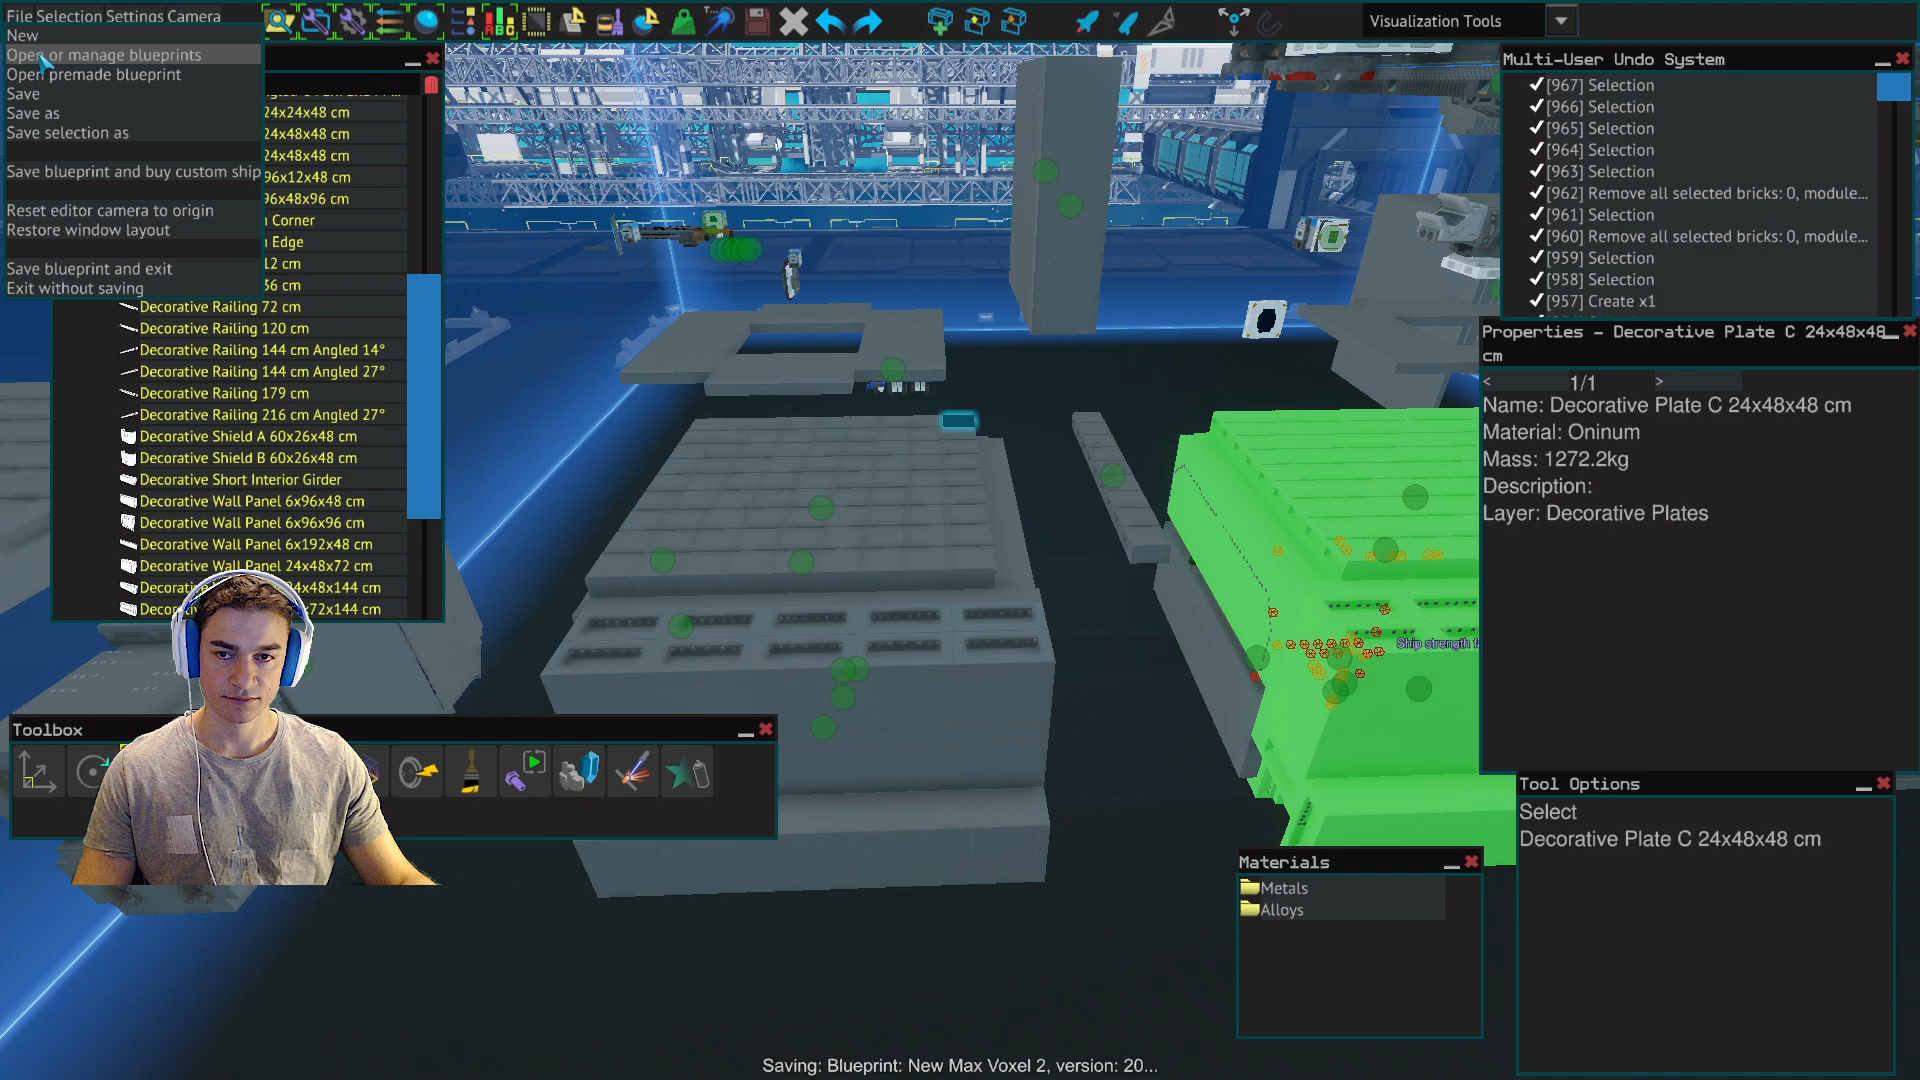 File Selection Settings Camera
New
Open or manage blueprints
Open premade blueprint
Save
Save as
Save selection as
Save blueprint and buy custom ship
Reset editor camera to origin
Restore window layout
Save blueprint and exit
Exit without saving
24x24x48 cm
24x48x48 cm
24x48x48 cm
96x12x48 cm
96x48x96 cm
Corner
Edge
12 cm
36 cm
Decorative Railing 72 cm
Decorative Railing 120 cm
Decorative Railing 144 cm Angled 14°
Decorative Railing 144 cm Angled 27°
Decorative Railing 179 cm
Decorative Railing 216 cm Angled 27°
Decorative Shield A 60x26x48 cm
Decorative Shield B 60x26x48 cm
Decorative Short Interior Girder
Decorative Wall Panel 6x96x48 cm
Decorative Wall Panel 6x96x96 cm
Decorative Wall Panel 6x192x48 cm
Decorative Wall Panel 24x48x72 cm
24x48x144 cm
72x144 cm
Toolbox
Visualization Tools
Multi-User Undo System
[967] Selection
[966] Selection
[965] Selection
[964] Selection
[963] Selection
[962] Remove all selected bricks: 0, module...
[961] Selection
[960] Remove all selected bricks: 0, module...
[959] Selection
[958] Selection
[957] Create x1
Properties - Decorative Plate C 24x48x48
cm
< 1/1 >
Name: Decorative Plate C 24x48x48 cm
Material: Oninum
Mass: 1272.2kg
Description:
Layer: Decorative Plates
Ship strength
Tool Options
Select
Decorative Plate C 24x48x48 cm
Materials
Metals
Alloys
Saving: Blueprint: New Max Voxel 2, version: 20...